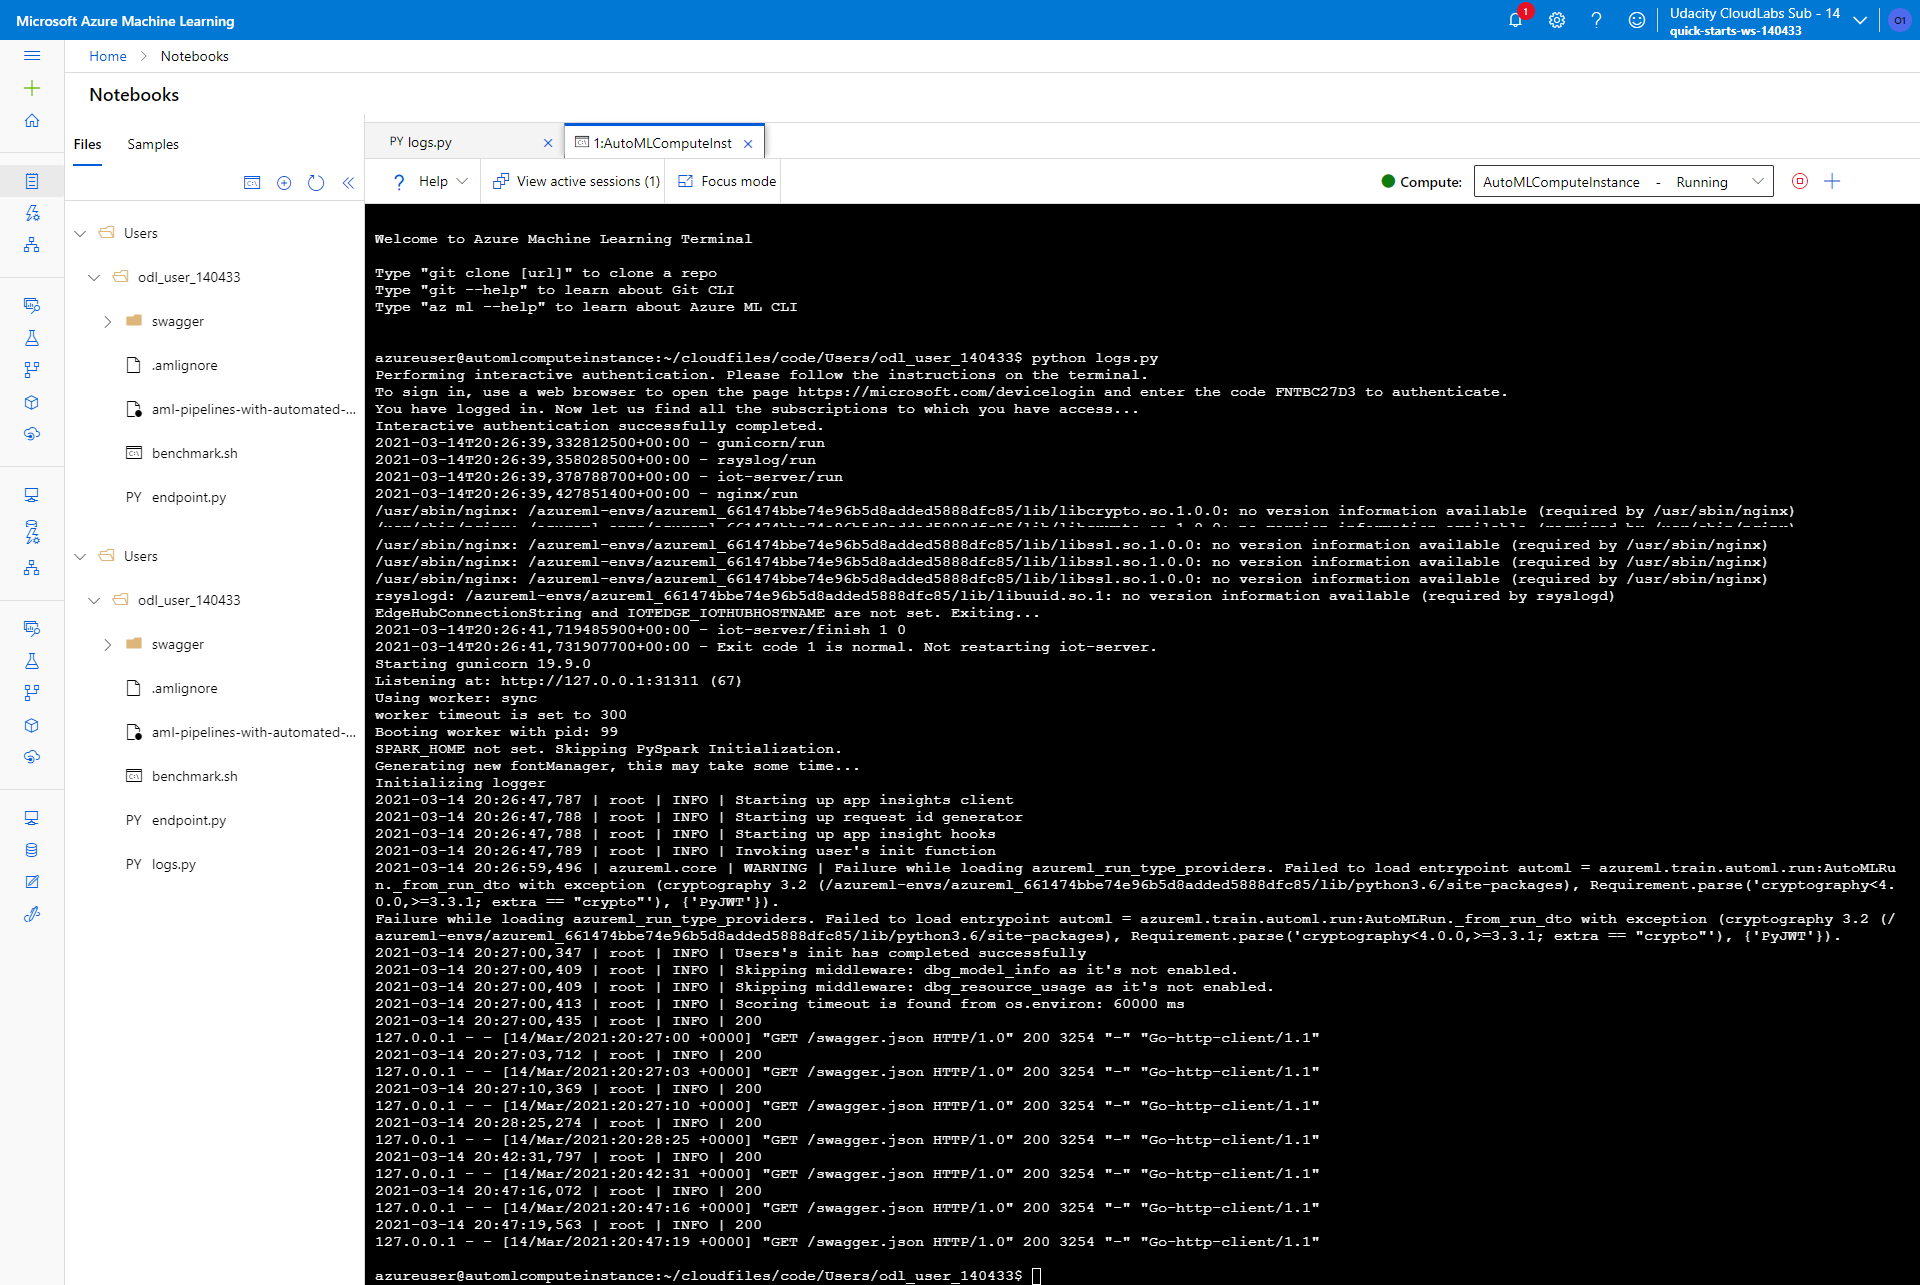 Microsoft Azure Machine Learning
1
Udacity CloudLabs Sub - 14
quick-starts-ws-140433
O1
Home > Notebooks
Notebooks
Files
Samples
Users
odl_user_140433
swagger
.amlignore
aml-pipelines-with-automated-...
benchmark.sh
PY endpoint.py
Users
odl_user_140433
swagger
.amlignore
aml-pipelines-with-automated-...
benchmark.sh
PY endpoint.py
PY logs.py
PY logs.py ×
1:AutoMLComputeInst ×
? Help
View active sessions (1)
Focus mode
Compute:
AutoMLComputeInstance - Running
Welcome to Azure Machine Learning Terminal
Type "git clone [url]" to clone a repo
Type "git --help" to learn about Git CLI
Type "az ml --help" to learn about Azure ML CLI
azureuser@automlcomputeinstance:~/cloudfiles/code/Users/odl_user_140433$ python logs.py
Performing interactive authentication. Please follow the instructions on the terminal.
To sign in, use a web browser to open the page https://microsoft.com/devicelogin and enter the code FNTBC27D3 to authenticate.
You have logged in. Now let us find all the subscriptions to which you have access...
Interactive authentication successfully completed.
2021-03-14T20:26:39,332812500+00:00 - gunicorn/run
2021-03-14T20:26:39,358028500+00:00 - rsyslog/run
2021-03-14T20:26:39,378788700+00:00 - iot-server/run
2021-03-14T20:26:39,427851400+00:00 - nginx/run
/usr/sbin/nginx: /azureml-envs/azureml_661474bbe74e96b5d8added5888dfc85/lib/libcrypto.so.1.0.0: no version information available (required by /usr/sbin/nginx)
/usr/sbin/nginx: /azureml-envs/azureml_661474bbe74e96b5d8added5888dfc85/lib/libssl.so.1.0.0: no version information available (required by /usr/sbin/nginx)
/usr/sbin/nginx: /azureml-envs/azureml_661474bbe74e96b5d8added5888dfc85/lib/libssl.so.1.0.0: no version information available (required by /usr/sbin/nginx)
/usr/sbin/nginx: /azureml-envs/azureml_661474bbe74e96b5d8added5888dfc85/lib/libssl.so.1.0.0: no version information available (required by /usr/sbin/nginx)
rsyslogd: /azureml-envs/azureml_661474bbe74e96b5d8added5888dfc85/lib/libuuid.so.1: no version information available (required by rsyslogd)
EdgeHubConnectionString and IOTEDGE_IOTHUBHOSTNAME are not set. Exiting...
2021-03-14T20:26:41,719485900+00:00 - iot-server/finish 1 0
2021-03-14T20:26:41,731907700+00:00 - Exit code 1 is normal. Not restarting iot-server.
Starting gunicorn 19.9.0
Listening at: http://127.0.0.1:31311 (67)
Using worker: sync
worker timeout is set to 300
Booting worker with pid: 99
SPARK_HOME not set. Skipping PySpark Initialization.
Generating new fontManager, this may take some time...
Initializing logger
2021-03-14 20:26:47,787 | root | INFO | Starting up app insights client
2021-03-14 20:26:47,788 | root | INFO | Starting up request id generator
2021-03-14 20:26:47,788 | root | INFO | Starting up app insight hooks
2021-03-14 20:26:47,789 | root | INFO | Invoking user's init function
2021-03-14 20:26:59,496 | azureml.core | WARNING | Failure while loading azureml_run_type_providers. Failed to load entrypoint automl = azureml.train.automl.run:AutoMLRu
n._from_run_dto with exception (cryptography 3.2 (/azureml-envs/azureml_661474bbe74e96b5d8added5888dfc85/lib/python3.6/site-packages), Requirement.parse('cryptography<4.
0.0,>=3.3.1; extra == "crypto"'), {'PyJWT'}).
Failure while loading azureml_run_type_providers. Failed to load entrypoint automl = azureml.train.automl.run:AutoMLRun._from_run_dto with exception (cryptography 3.2 (/
azureml-envs/azureml_661474bbe74e96b5d8added5888dfc85/lib/python3.6/site-packages), Requirement.parse('cryptography<4.0.0,>=3.3.1; extra == "crypto"'), {'PyJWT'}).
2021-03-14 20:27:00,347 | root | INFO | Users's init has completed successfully
2021-03-14 20:27:00,409 | root | INFO | Skipping middleware: dbg_model_info as it's not enabled.
2021-03-14 20:27:00,409 | root | INFO | Skipping middleware: dbg_resource_usage as it's not enabled.
2021-03-14 20:27:00,413 | root | INFO | Scoring timeout is found from os.environ: 60000 ms
2021-03-14 20:27:00,435 | root | INFO | 200
127.0.0.1 - - [14/Mar/2021:20:27:00 +0000] "GET /swagger.json HTTP/1.0" 200 3254 "-" "Go-http-client/1.1"
2021-03-14 20:27:03,712 | root | INFO | 200
127.0.0.1 - - [14/Mar/2021:20:27:03 +0000] "GET /swagger.json HTTP/1.0" 200 3254 "-" "Go-http-client/1.1"
2021-03-14 20:27:10,369 | root | INFO | 200
127.0.0.1 - - [14/Mar/2021:20:27:10 +0000] "GET /swagger.json HTTP/1.0" 200 3254 "-" "Go-http-client/1.1"
2021-03-14 20:28:25,274 | root | INFO | 200
127.0.0.1 - - [14/Mar/2021:20:28:25 +0000] "GET /swagger.json HTTP/1.0" 200 3254 "-" "Go-http-client/1.1"
2021-03-14 20:42:31,797 | root | INFO | 200
127.0.0.1 - - [14/Mar/2021:20:42:31 +0000] "GET /swagger.json HTTP/1.0" 200 3254 "-" "Go-http-client/1.1"
2021-03-14 20:47:16,072 | root | INFO | 200
127.0.0.1 - - [14/Mar/2021:20:47:16 +0000] "GET /swagger.json HTTP/1.0" 200 3254 "-" "Go-http-client/1.1"
2021-03-14 20:47:19,563 | root | INFO | 200
127.0.0.1 - - [14/Mar/2021:20:47:19 +0000] "GET /swagger.json HTTP/1.0" 200 3254 "-" "Go-http-client/1.1"
azureuser@automlcomputeinstance:~/cloudfiles/code/Users/odl_user_140433$